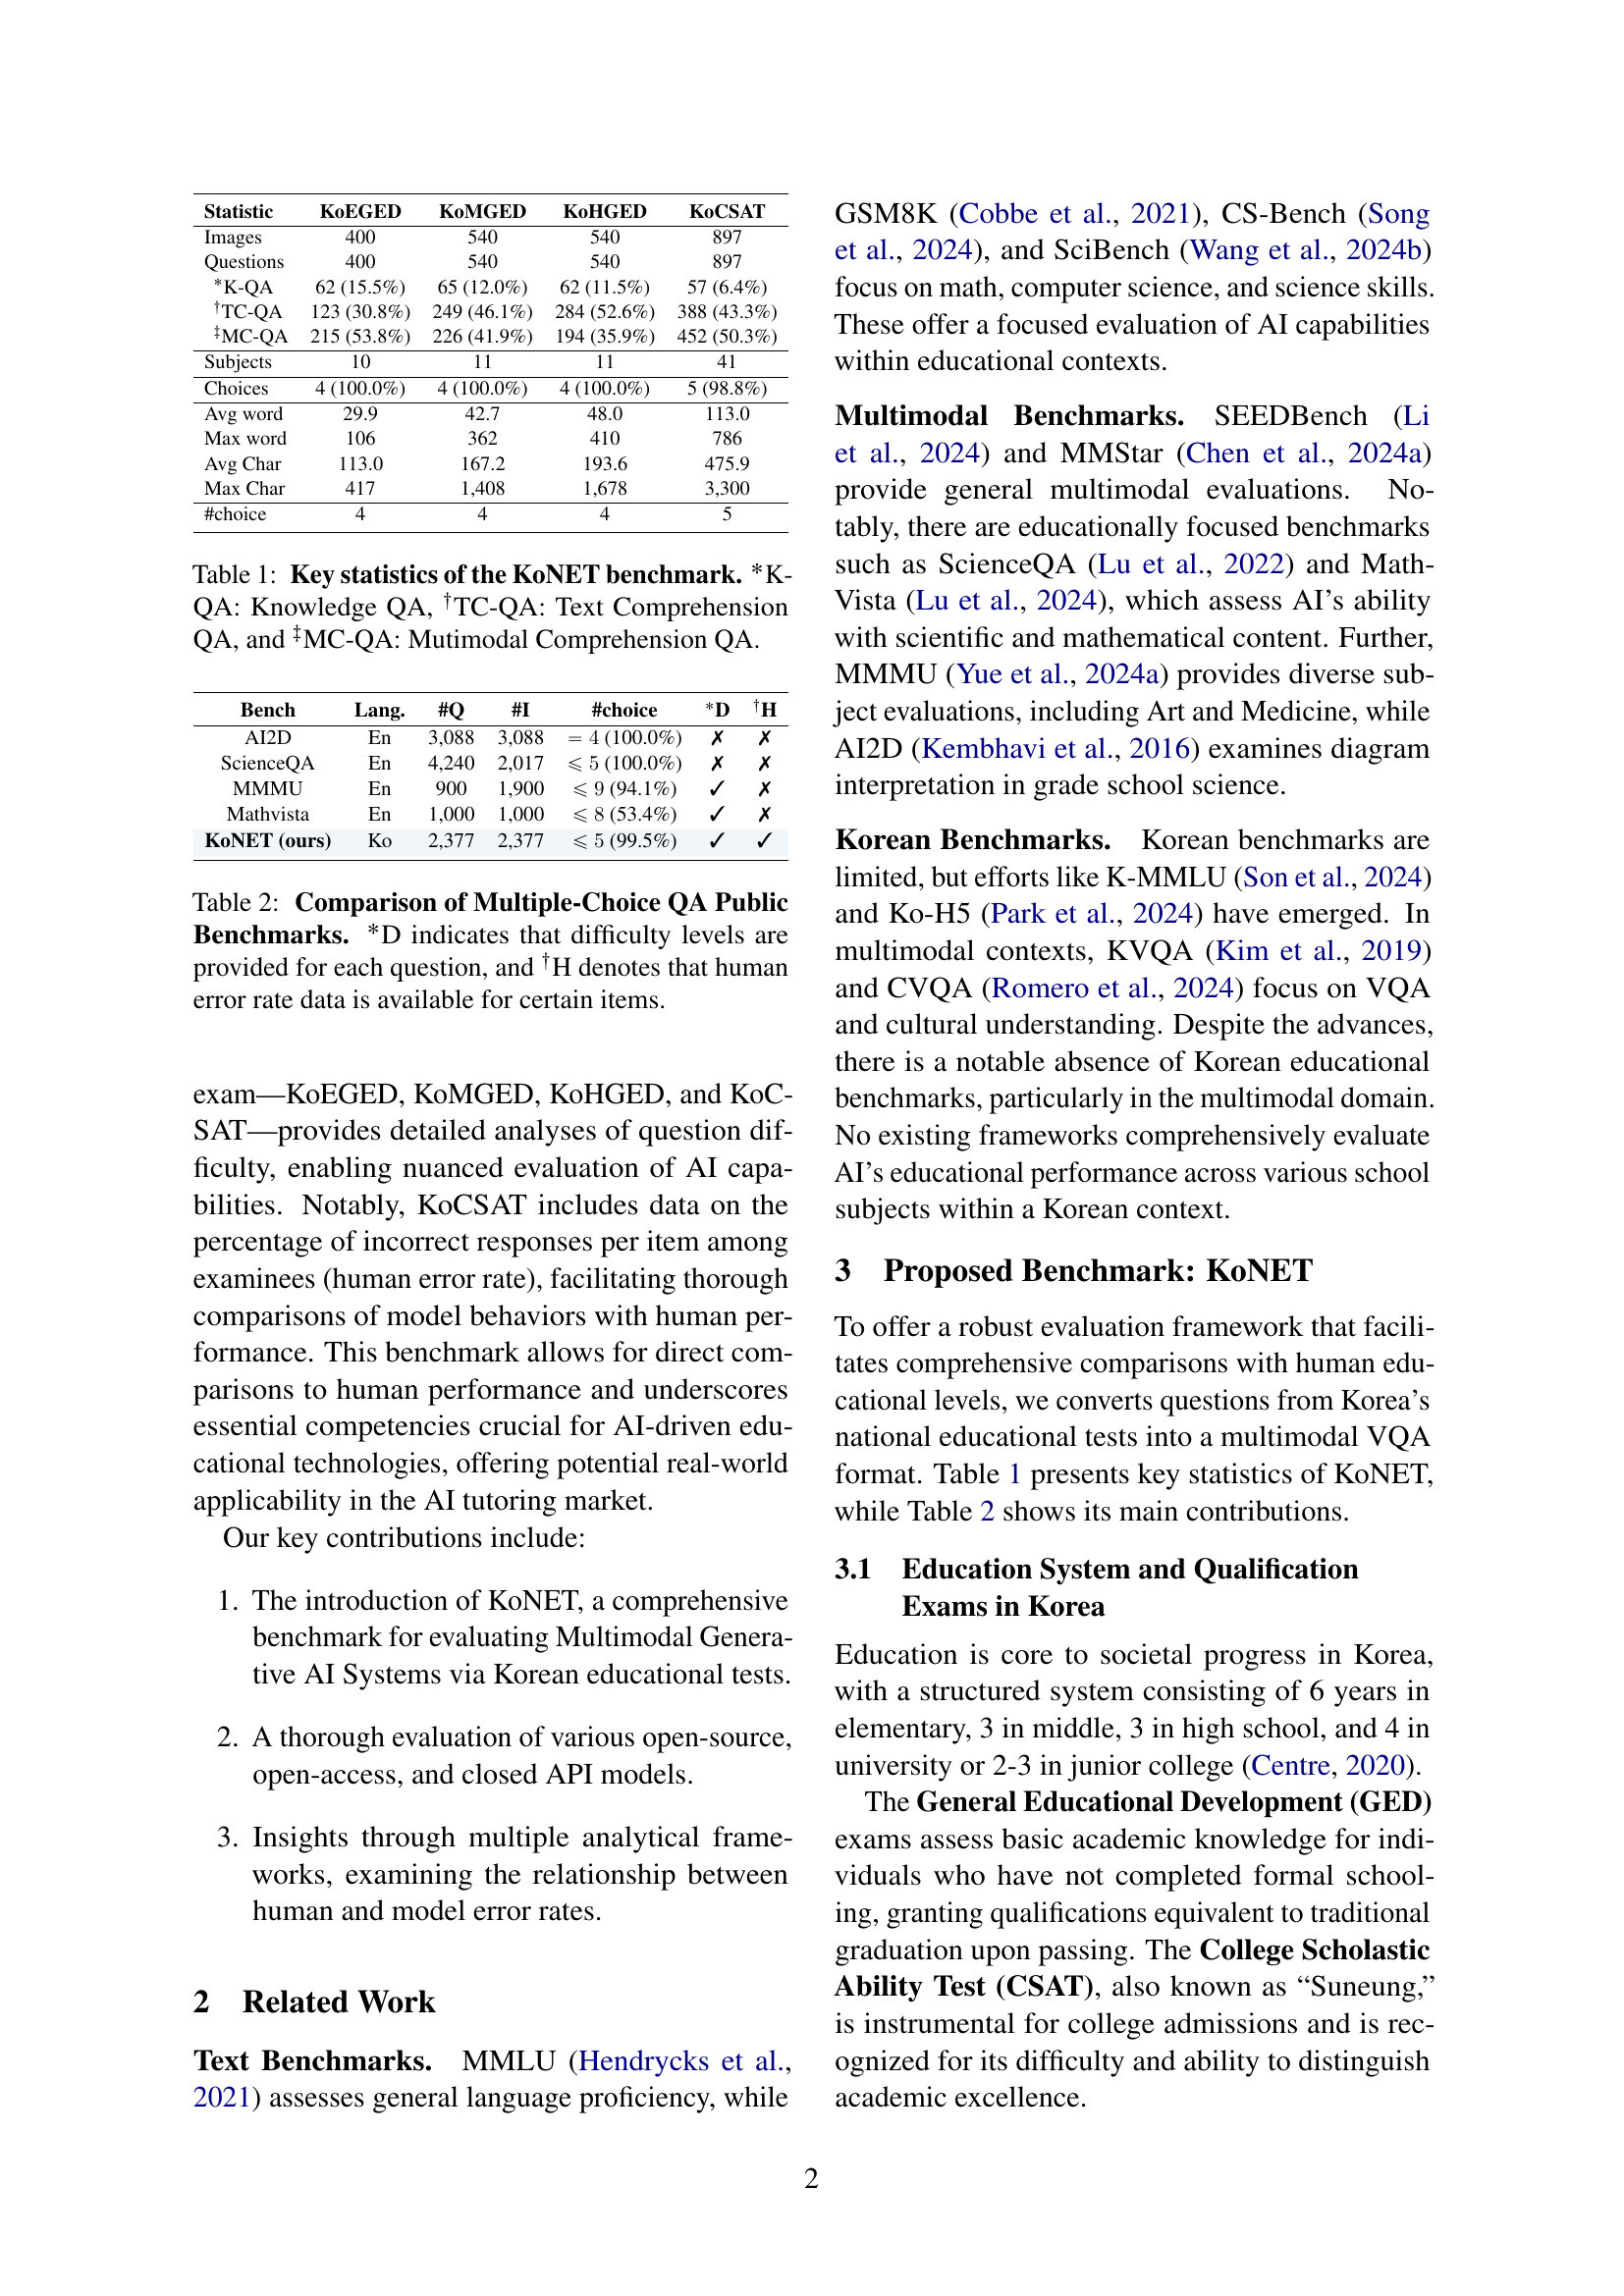 Statistic KoEGED KoMGED KoHGED KoCSAT
Images 400 540 540 897
Questions 400 540 540 897
*K-QA 62 (15.5%) 65 (12.0%) 62 (11.5%) 57 (6.4%)
†TC-QA 123 (30.8%) 249 (46.1%) 284 (52.6%) 388 (43.3%)
‡MC-QA 215 (53.8%) 226 (41.9%) 194 (35.9%) 452 (50.3%)
Subjects 10 11 11 41
Choices 4 (100.0%) 4 (100.0%) 4 (100.0%) 5 (98.8%)
Avg word 29.9 42.7 48.0 113.0
Max word 106 362 410 786
Avg Char 113.0 167.2 193.6 475.9
Max Char 417 1,408 1,678 3,300
#choice 4 4 4 5
Table 1: Key statistics of the KoNET benchmark. *K-
QA: Knowledge QA, †TC-QA: Text Comprehension
QA, and ‡MC-QA: Mutimodal Comprehension QA.
Bench Lang. #Q #I #choice *D †H
AI2D En 3,088 3,088 = 4 (100.0%) ✗ ✗
ScienceQA En 4,240 2,017 ⩽ 5 (100.0%) ✗ ✗
MMMU En 900 1,900 ⩽ 9 (94.1%) ✓ ✗
Mathvista En 1,000 1,000 ⩽ 8 (53.4%) ✓ ✗
KoNET (ours) Ko 2,377 2,377 ⩽ 5 (99.5%) ✓ ✓
Table 2: Comparison of Multiple-Choice QA Public
Benchmarks. *D indicates that difficulty levels are
provided for each question, and †H denotes that human
error rate data is available for certain items.
exam—KoEGED, KoMGED, KoHGED, and KoC-
SAT—provides detailed analyses of question dif-
ficulty, enabling nuanced evaluation of AI capa-
bilities. Notably, KoCSAT includes data on the
percentage of incorrect responses per item among
examinees (human error rate), facilitating thorough
comparisons of model behaviors with human per-
formance. This benchmark allows for direct com-
parisons to human performance and underscores
essential competencies crucial for AI-driven edu-
cational technologies, offering potential real-world
applicability in the AI tutoring market.
Our key contributions include:
1. The introduction of KoNET, a comprehensive
benchmark for evaluating Multimodal Genera-
tive AI Systems via Korean educational tests.
2. A thorough evaluation of various open-source,
open-access, and closed API models.
3. Insights through multiple analytical frame-
works, examining the relationship between
human and model error rates.
2 Related Work
Text Benchmarks. MMLU (Hendrycks et al.,
2021) assesses general language proficiency, while
GSM8K (Cobbe et al., 2021), CS-Bench (Song
et al., 2024), and SciBench (Wang et al., 2024b)
focus on math, computer science, and science skills.
These offer a focused evaluation of AI capabilities
within educational contexts.
Multimodal Benchmarks. SEEDBench (Li
et al., 2024) and MMStar (Chen et al., 2024a)
provide general multimodal evaluations. No-
tably, there are educationally focused benchmarks
such as ScienceQA (Lu et al., 2022) and Math-
Vista (Lu et al., 2024), which assess AI's ability
with scientific and mathematical content. Further,
MMMU (Yue et al., 2024a) provides diverse sub-
ject evaluations, including Art and Medicine, while
AI2D (Kembhavi et al., 2016) examines diagram
interpretation in grade school science.
Korean Benchmarks. Korean benchmarks are
limited, but efforts like K-MMLU (Son et al., 2024)
and Ko-H5 (Park et al., 2024) have emerged. In
multimodal contexts, KVQA (Kim et al., 2019)
and CVQA (Romero et al., 2024) focus on VQA
and cultural understanding. Despite the advances,
there is a notable absence of Korean educational
benchmarks, particularly in the multimodal domain.
No existing frameworks comprehensively evaluate
AI's educational performance across various school
subjects within a Korean context.
3 Proposed Benchmark: KoNET
To offer a robust evaluation framework that facili-
tates comprehensive comparisons with human edu-
cational levels, we converts questions from Korea's
national educational tests into a multimodal VQA
format. Table 1 presents key statistics of KoNET,
while Table 2 shows its main contributions.
3.1 Education System and Qualification
Exams in Korea
Education is core to societal progress in Korea,
with a structured system consisting of 6 years in
elementary, 3 in middle, 3 in high school, and 4 in
university or 2-3 in junior college (Centre, 2020).
The General Educational Development (GED)
exams assess basic academic knowledge for indi-
viduals who have not completed formal school-
ing, granting qualifications equivalent to traditional
graduation upon passing. The College Scholastic
Ability Test (CSAT), also known as “Suneung,”
is instrumental for college admissions and is rec-
ognized for its difficulty and ability to distinguish
academic excellence.
2